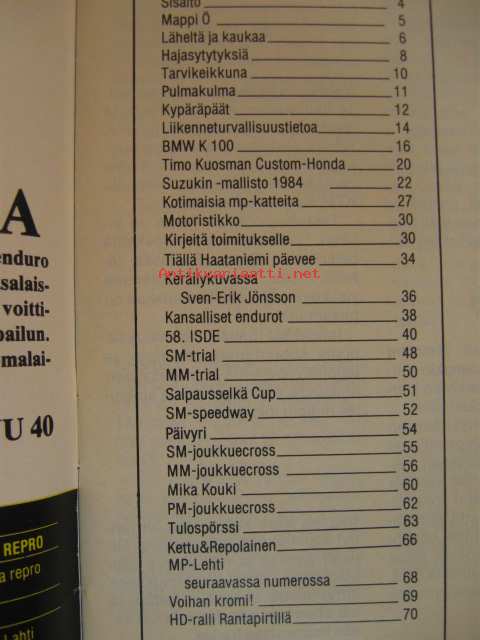 Sisältö 4
Mappi Ö 5
Läheltä ja kaukaa 6
Hajasytytyksiä 8
Tarvikeikkuna 10
Pulmakulma 11
Kypäräpäät 12
Liikenneturvallisuustietoa 14
BMW K 100 16
Timo Kuosman Custom-Honda 20
Suzukin -mallisto 1984 22
Kotimaisia mp-katteita 27
Motoristikko 30
Kirjeitä toimitukselle 30
Tiällä Haataniemi päevee 34
Antikvariaatti.net
Keräilykuvassa
Sven-Erik Jönsson 36
Kansalliset endurot 38
58. ISDE 40
SM-trial 48
MM-trial 50
Salpausselkä Cup 51
SM-speedway 52
Päivyri 54
SM-joukkuecross 55
MM-joukkuecross 56
Mika Kouki 60
PM-joukkuecross 62
Tulospörssi 63
Kettu&Repolainen 66
MP-Lehti
seuraavassa numerossa 68
Voihan kromi! 69
HD-ralli Rantapirtillä 70
A
enduro
salais-
voitti-
pailun.
malai-
VU 40
REPRO
a repro
Lahti